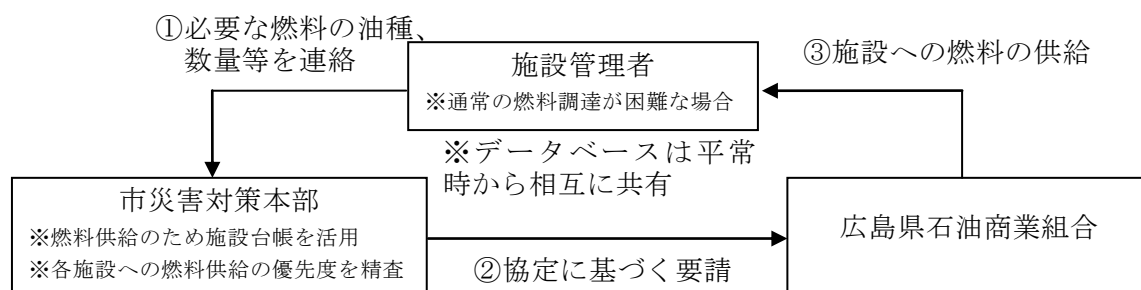 ①必要な燃料の油種、
数量等を連絡
施設管理者
※通常の燃料調達が困難な場合
③施設への燃料の供給
※データベースは平常
時から相互に共有
市災害対策本部
※燃料供給のため施設台帳を活用
※各施設への燃料供給の優先度を精査
②協定に基づく要請
広島県石油商業組合